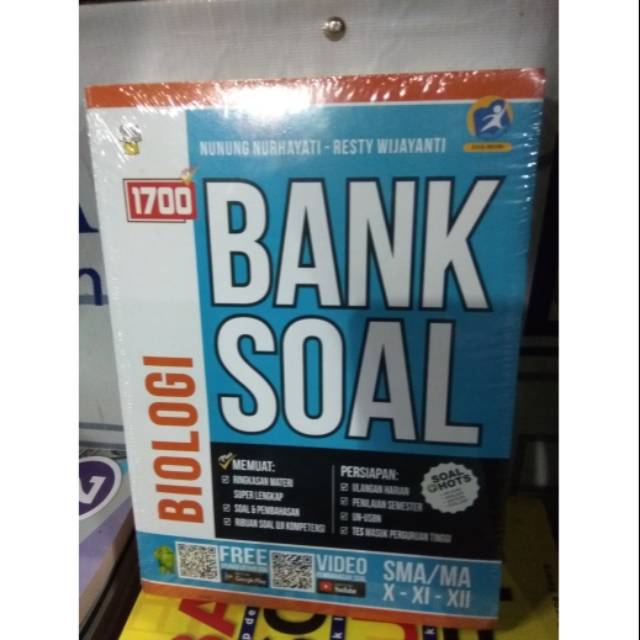 NUNUNG NURHAYATI - RESTY WIJAYANTI
1700
BANK
SOAL
BIOLOGI
MEMUAT:
RINGKASAN MATERI
SUPER LENGKAP
SOAL & PEMBAHASAN
RIBUAN SOAL UJI KOMPETENSI
PERSIAPAN:
ULANGAN HARIAN
PENILAIAN SEMESTER
UN-USBN
TES MASUK PERGURUAN TINGGI
SOAL
HOTS
FREE
VIDEO
SMA/MA
X - XI - XII